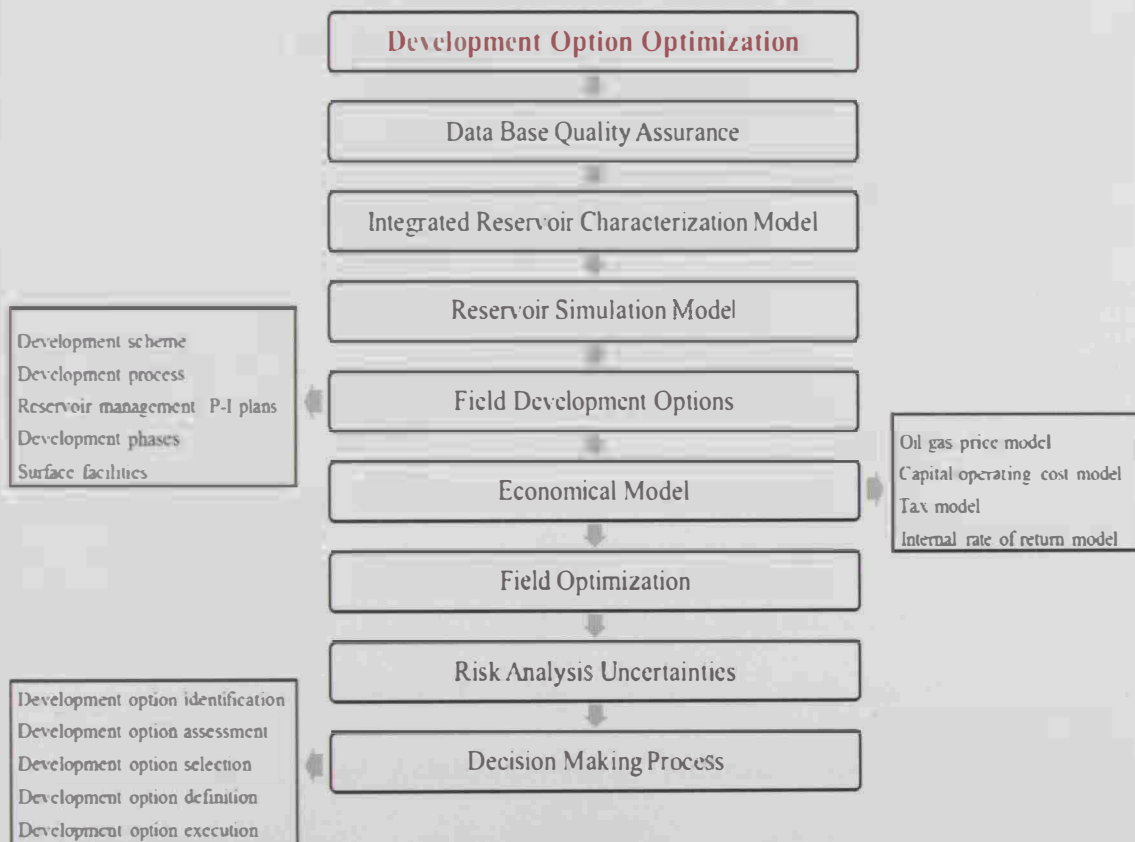 Development Option Optimization
Data Base Quality Assurance
Integrated Reservoir Characterization Model
Reservoir Simulation Model
Field Development Options
Development scheme
Development process
Reservoir management P-I plans
Development phases
Surface facilities
Economical Model
Oil gas price model
Capital operating cost model
Tax model
Internal rate of return model
Field Optimization
Risk Analysis Uncertainties
Decision Making Process
Development option identification
Development option assessment
Development option selection
Development option definition
Development option execution